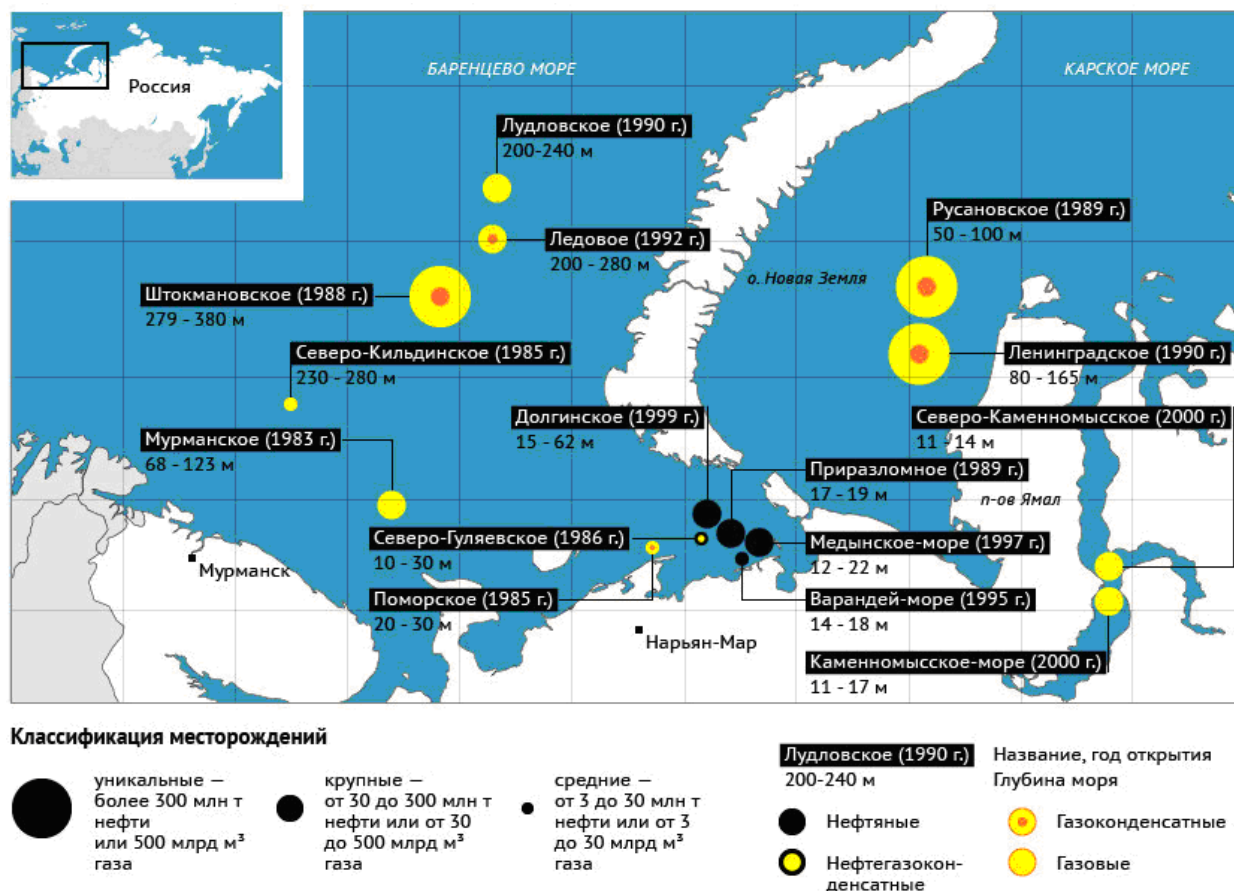 Россия
БАРЕНЦЕВО МОРЕ
КАРСКОЕ МОРЕ
Лудловское (1990 г.)
200-240 м
Русановское (1989 г.)
50 - 100 м
Ледовое (1992 г.)
200 - 280 м
о. Новая Земля
Штокмановское (1988 г.)
279 - 380 м
Северо-Кильдинское (1985 г.)
230 - 280 м
Ленинградское (1990 г.)
80 - 165 м
Долгинское (1999 г.)
15 - 62 м
Северо-Каменномысское (2000 г.)
11 - 14 м
Мурманское (1983 г.)
68 - 123 м
Приразломное (1989 г.)
17 - 19 м
п-ов Ямал
Северо-Гуляевское (1986 г.)
10 - 30 м
Медынское-море (1997 г.)
12 - 22 м
Мурманск
Поморское (1985 г.)
20 - 30 м
Варандей-море (1995 г.)
14 - 18 м
Нарьян-Мар
Каменномысское-море (2000 г.)
11 - 17 м
Классификация месторождений
уникальные —
более 300 млн т
нефти
или 500 млрд м³
газа
крупные —
от 30 до 300 млн т
нефти или от 30
до 500 млрд м³
газа
средние —
от 3 до 30 млн т
нефти или от 3
до 30 млрд м³
газа
Лудловское (1990 г.)
200-240 м
Название, год открытия
Глубина моря
Нефтяные
Газоконденсатные
Нефтегазокон-
денсатные
Газовые